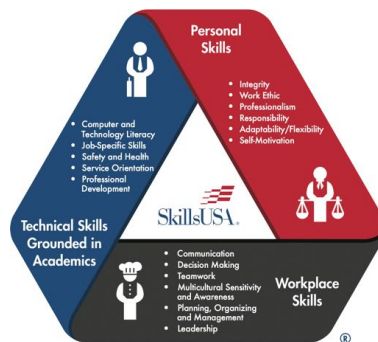 Personal
Skills
• Integrity
• Work Ethic
• Professionalism
• Responsibility
• Adaptability/Flexibility
• Self-Motivation
• Computer and
Technology Literacy
• Job-Specific Skills
• Safety and Health
• Service Orientation
• Professional
Development
Technical Skills
Grounded in
Academics
SkillsUSA®
• Communication
• Decision Making
• Teamwork
• Multicultural Sensitivity
and Awareness
• Planning, Organizing
and Management
• Leadership
Workplace
Skills
®